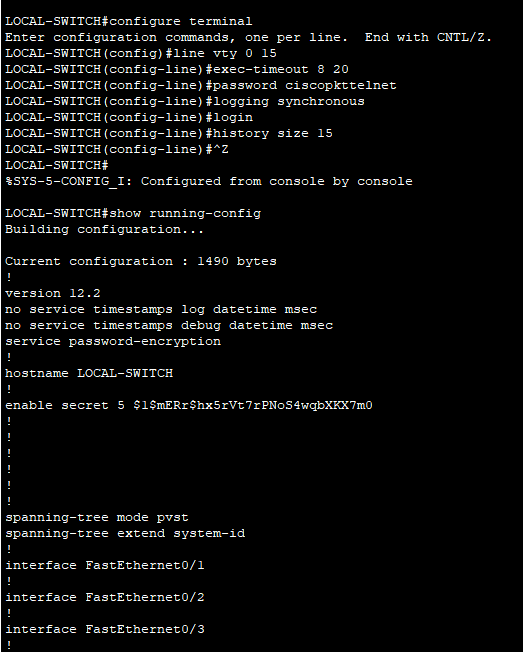 LOCAL-SWITCH#configure terminal
Enter configuration commands, one per line.  End with CNTL/Z.
LOCAL-SWITCH(config)#line vty 0 15
LOCAL-SWITCH(config-line)#exec-timeout 8 20
LOCAL-SWITCH(config-line)#password ciscopkttelnet
LOCAL-SWITCH(config-line)#logging synchronous
LOCAL-SWITCH(config-line)#login
LOCAL-SWITCH(config-line)#history size 15
LOCAL-SWITCH(config-line)#^Z
LOCAL-SWITCH#
%SYS-5-CONFIG_I: Configured from console by console
LOCAL-SWITCH#show running-config
Building configuration...
Current configuration : 1490 bytes
!
version 12.2
no service timestamps log datetime msec
no service timestamps debug datetime msec
service password-encryption
!
hostname LOCAL-SWITCH
!
enable secret 5 $1$mERr$hx5rVt7rPNoS4wqbXKX7m0
!
!
!
!
!
!
spanning-tree mode pvst
spanning-tree extend system-id
!
interface FastEthernet0/1
!
interface FastEthernet0/2
!
interface FastEthernet0/3
!